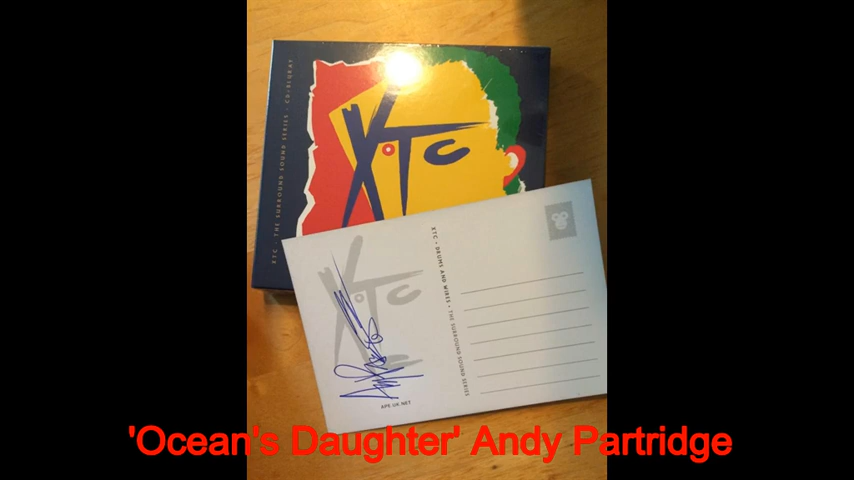 XTC · THE SURROUND SOUND SERIES · CD+BLURAY
XTC
XTC
XTC • DRUMS AND WIRES • THE SURROUND SOUND SERIES
APE.UK.NET
'Ocean's Daughter' Andy Partridge